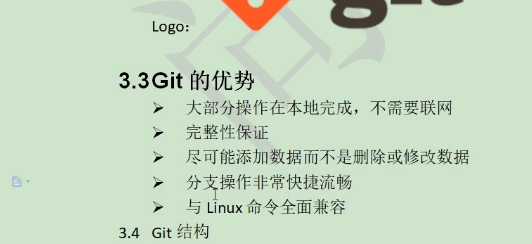 git
Logo:
3.3Git 的优势
➢ 大部分操作在本地完成，不需要联网
➢ 完整性保证
➢ 尽可能添加数据而不是删除或修改数据
➢ 分支操作非常快捷流畅
➢ 与 Linux 命令全面兼容
3.4 Git 结构